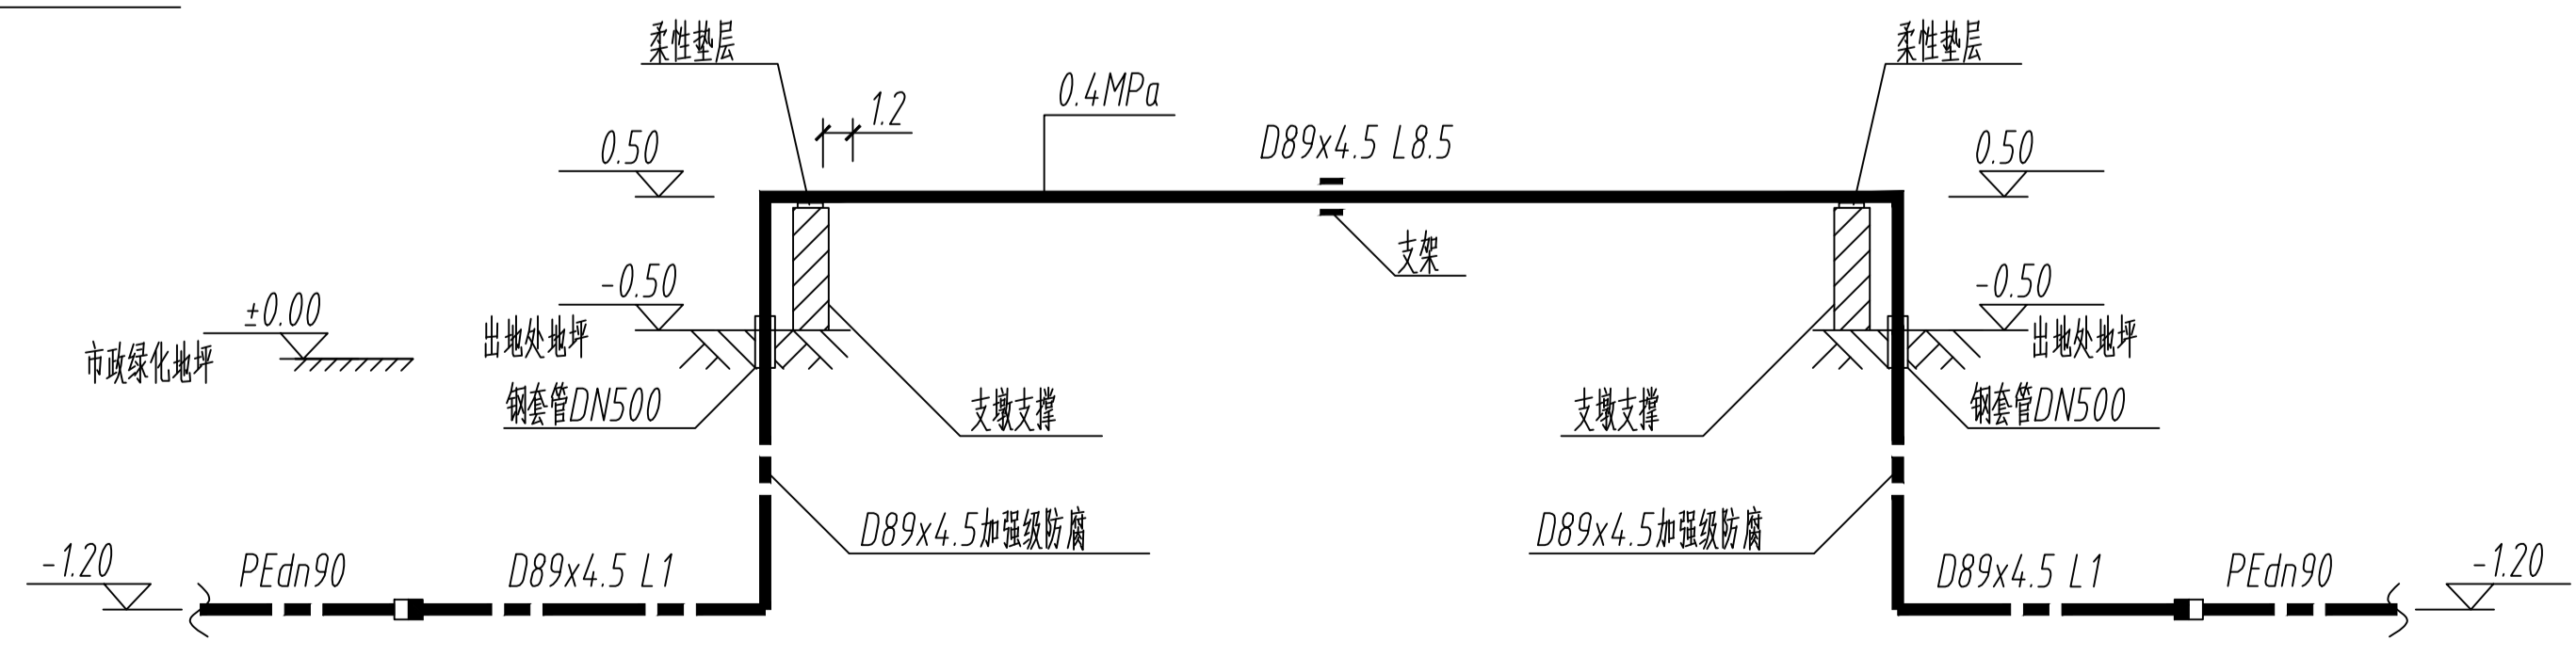 柔性垫层
柔性垫层
1.2
0.4MPa
D89x4.5 L8.5
0.50
0.50
支架
-0.50
-0.50
±0.00
市政绿化地坪
出地处地坪
出地处地坪
钢套管DN500
支墩支撑
支墩支撑
钢套管DN500
D89x4.5加强级防腐
D89x4.5加强级防腐
-1.20
PEdn90
D89x4.5 L1
D89x4.5 L1
PEdn90
-1.20